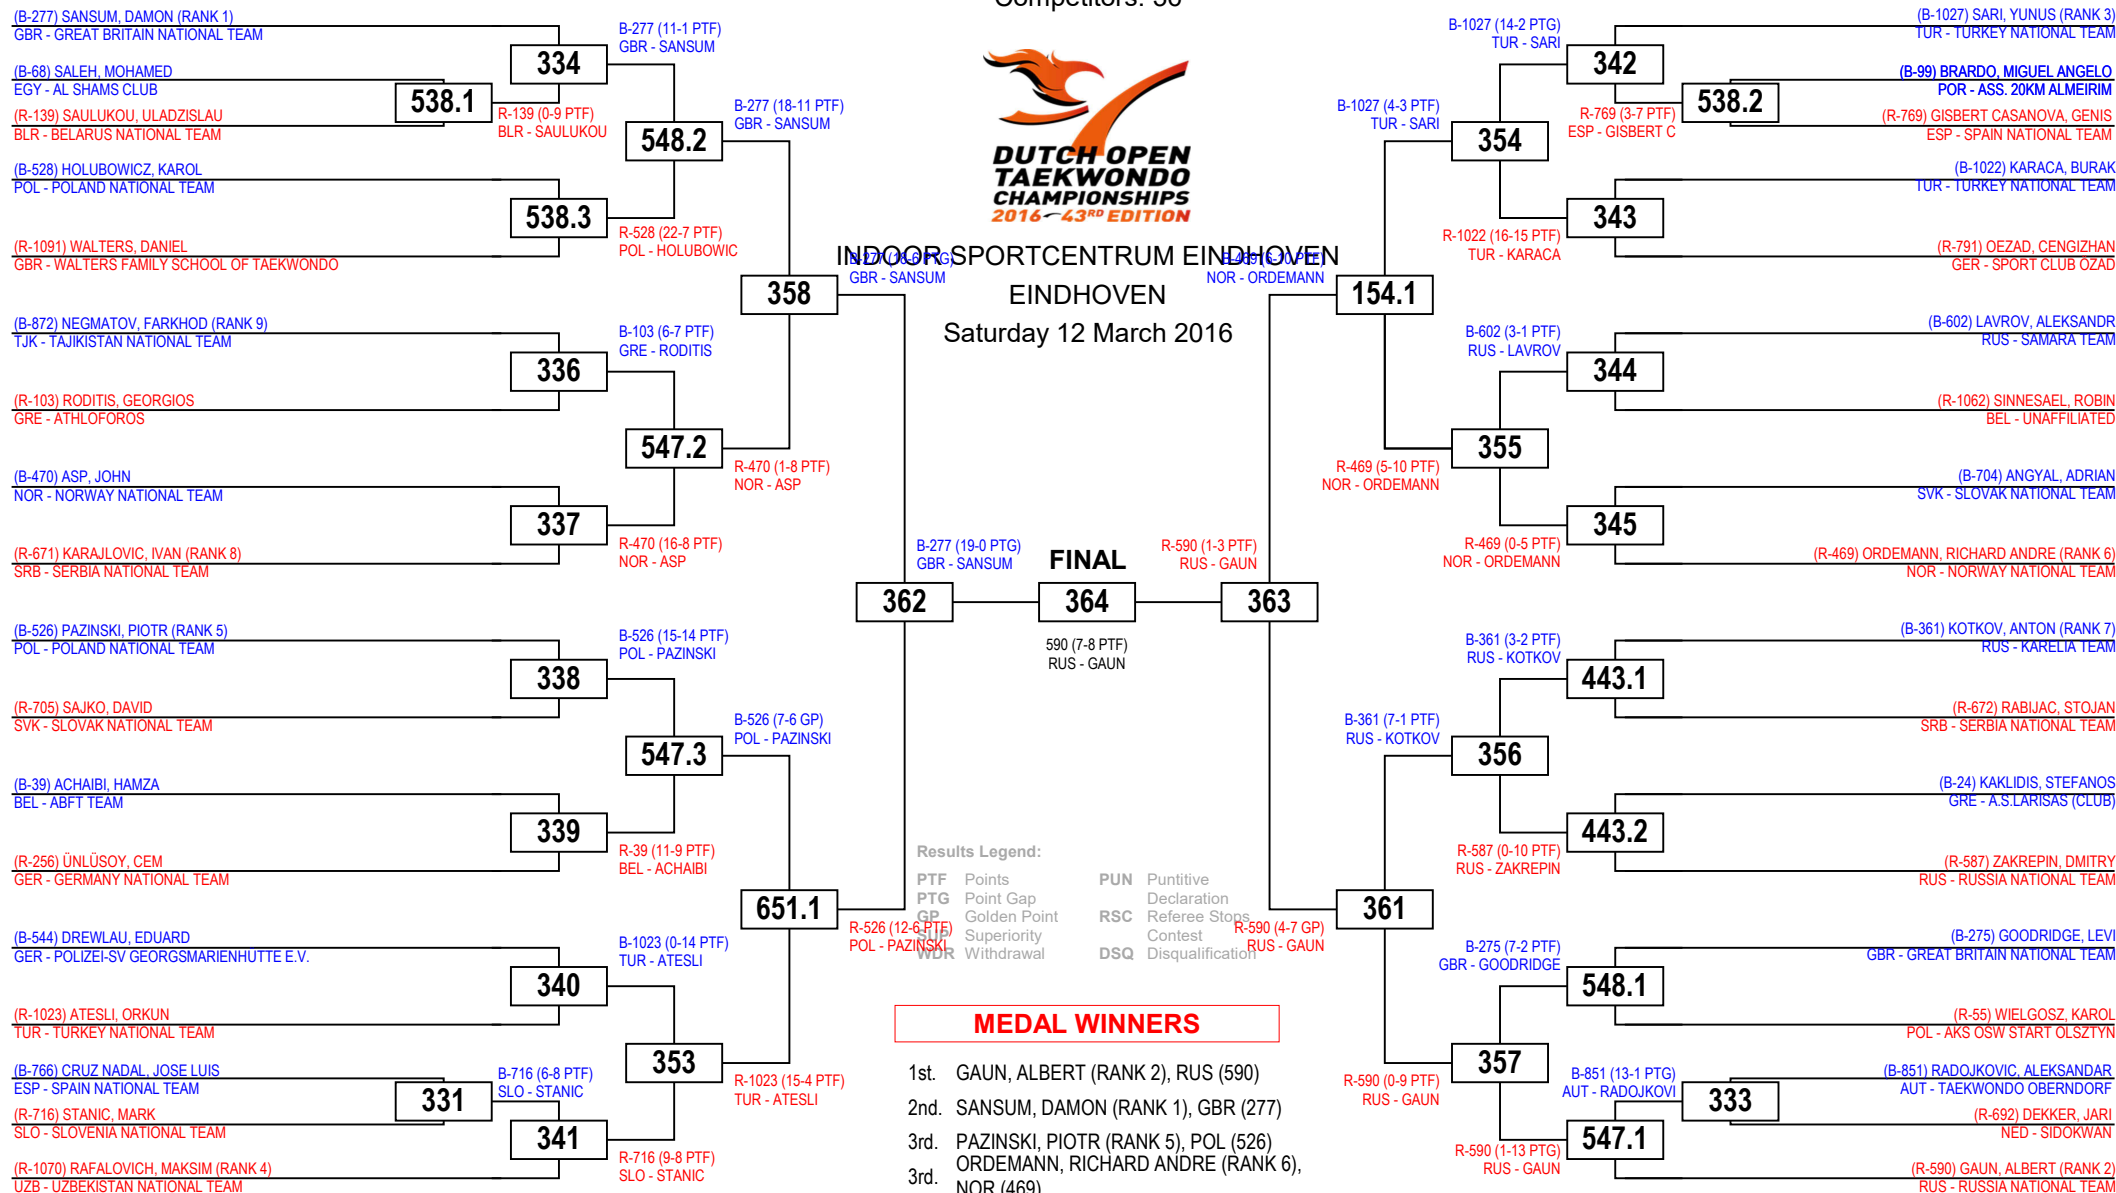 Competitors: 36
DUTCH OPEN
TAEKWONDO
CHAMPIONSHIPS
2016 43RD EDITION
INDOOR SPORTCENTRUM EINDHOVEN
EINDHOVEN
Saturday 12 March 2016
(B-277) SANSUM, DAMON (RANK 1)
GBR - GREAT BRITAIN NATIONAL TEAM
(B-68) SALEH, MOHAMED
EGY - AL SHAMS CLUB
(R-139) SAULUKOU, ULADZISLAU
BLR - BELARUS NATIONAL TEAM
(B-528) HOLUBOWICZ, KAROL
POL - POLAND NATIONAL TEAM
(R-1091) WALTERS, DANIEL
GBR - WALTERS FAMILY SCHOOL OF TAEKWONDO
(B-872) NEGMATOV, FARKHOD (RANK 9)
TJK - TAJIKISTAN NATIONAL TEAM
(R-103) RODITIS, GEORGIOS
GRE - ATHLOFOROS
(B-470) ASP, JOHN
NOR - NORWAY NATIONAL TEAM
(R-671) KARAJLOVIC, IVAN (RANK 8)
SRB - SERBIA NATIONAL TEAM
(B-526) PAZINSKI, PIOTR (RANK 5)
POL - POLAND NATIONAL TEAM
(R-705) SAJKO, DAVID
SVK - SLOVAK NATIONAL TEAM
(B-39) ACHAIBI, HAMZA
BEL - ABFT TEAM
(R-256) ÜNLÜSOY, CEM
GER - GERMANY NATIONAL TEAM
(B-544) DREWLAU, EDUARD
GER - POLIZEI-SV GEORGSMARIENHUTTE E.V.
(R-1023) ATESLI, ORKUN
TUR - TURKEY NATIONAL TEAM
(B-766) CRUZ NADAL, JOSE LUIS
ESP - SPAIN NATIONAL TEAM
(R-716) STANIC, MARK
SLO - SLOVENIA NATIONAL TEAM
(R-1070) RAFALOVICH, MAKSIM (RANK 4)
UZB - UZBEKISTAN NATIONAL TEAM
538.1
331
R-139 (0-9 PTF)
BLR - SAULUKOU
B-716 (6-8 PTF)
SLO - STANIC
334
538.3
336
337
338
339
340
341
B-277 (11-1 PTF)
GBR - SANSUM
R-528 (22-7 PTF)
POL - HOLUBOWIC
B-103 (6-7 PTF)
GRE - RODITIS
R-470 (16-8 PTF)
NOR - ASP
B-526 (15-14 PTF)
POL - PAZINSKI
R-39 (11-9 PTF)
BEL - ACHAIBI
B-1023 (0-14 PTF)
TUR - ATESLI
R-716 (9-8 PTF)
SLO - STANIC
548.2
547.2
547.3
353
B-277 (18-11 PTF)
GBR - SANSUM
R-470 (1-8 PTF)
NOR - ASP
B-526 (7-6 GP)
POL - PAZINSKI
R-1023 (15-4 PTF)
TUR - ATESLI
358
651.1
B-277 (18-6 PTG)
GBR - SANSUM
R-526 (12-6 PTF)
POL - PAZINSKI
362
B-277 (19-0 PTG)
GBR - SANSUM
FINAL
364
590 (7-8 PTF)
RUS - GAUN
R-590 (1-3 PTF)
RUS - GAUN
363
B-469 (6-10 PTF)
NOR - ORDEMANN
R-590 (4-7 GP)
RUS - GAUN
154.1
361
B-1027 (4-3 PTF)
TUR - SARI
R-469 (5-10 PTF)
NOR - ORDEMANN
B-361 (7-1 PTF)
RUS - KOTKOV
R-590 (0-9 PTF)
RUS - GAUN
354
355
356
357
B-1027 (14-2 PTG)
TUR - SARI
R-1022 (16-15 PTF)
TUR - KARACA
B-602 (3-1 PTF)
RUS - LAVROV
R-469 (0-5 PTF)
NOR - ORDEMANN
B-361 (3-2 PTF)
RUS - KOTKOV
R-587 (0-10 PTF)
RUS - ZAKREPIN
B-275 (7-2 PTF)
GBR - GOODRIDGE
R-590 (1-13 PTG)
RUS - GAUN
342
343
344
345
443.1
443.2
548.1
547.1
R-769 (3-7 PTF)
ESP - GISBERT C
B-851 (13-1 PTG)
AUT - RADOJKOVI
538.2
333
(B-1027) SARI, YUNUS (RANK 3)
TUR - TURKEY NATIONAL TEAM
(B-99) BRARDO, MIGUEL ANGELO
POR - ASS. 20KM ALMEIRIM
(R-769) GISBERT CASANOVA, GENIS
ESP - SPAIN NATIONAL TEAM
(B-1022) KARACA, BURAK
TUR - TURKEY NATIONAL TEAM
(R-791) OEZAD, CENGIZHAN
GER - SPORT CLUB ÖZAD
(B-602) LAVROV, ALEKSANDR
RUS - SAMARA TEAM
(R-1062) SINNESAEL, ROBIN
BEL - UNAFFILIATED
(B-704) ANGYAL, ADRIAN
SVK - SLOVAK NATIONAL TEAM
(R-469) ORDEMANN, RICHARD ANDRE (RANK 6)
NOR - NORWAY NATIONAL TEAM
(B-361) KOTKOV, ANTON (RANK 7)
RUS - KARELIA TEAM
(R-672) RABIJAC, STOJAN
SRB - SERBIA NATIONAL TEAM
(B-24) KAKLIDIS, STEFANOS
GRE - A.S.LARISAS (CLUB)
(R-587) ZAKREPIN, DMITRY
RUS - RUSSIA NATIONAL TEAM
(B-275) GOODRIDGE, LEVI
GBR - GREAT BRITAIN NATIONAL TEAM
(R-55) WIELGOSZ, KAROL
POL - AKS OSW START OLSZTYN
(B-851) RADOJKOVIC, ALEKSANDAR
AUT - TAEKWONDO OBERNDORF
(R-692) DEKKER, JARI
NED - SIDOKWAN
(R-590) GAUN, ALBERT (RANK 2)
RUS - RUSSIA NATIONAL TEAM
Results Legend:
PTF Points
PTG Point Gap
GP Golden Point
SUP Superiority
WDR Withdrawal
PUN Puntitive
Declaration
RSC Referee Stops
Contest
DSQ Disqualification
MEDAL WINNERS
1st. GAUN, ALBERT (RANK 2), RUS (590)
2nd. SANSUM, DAMON (RANK 1), GBR (277)
3rd. PAZINSKI, PIOTR (RANK 5), POL (526)
3rd. ORDEMANN, RICHARD ANDRE (RANK 6),
NOR (469)